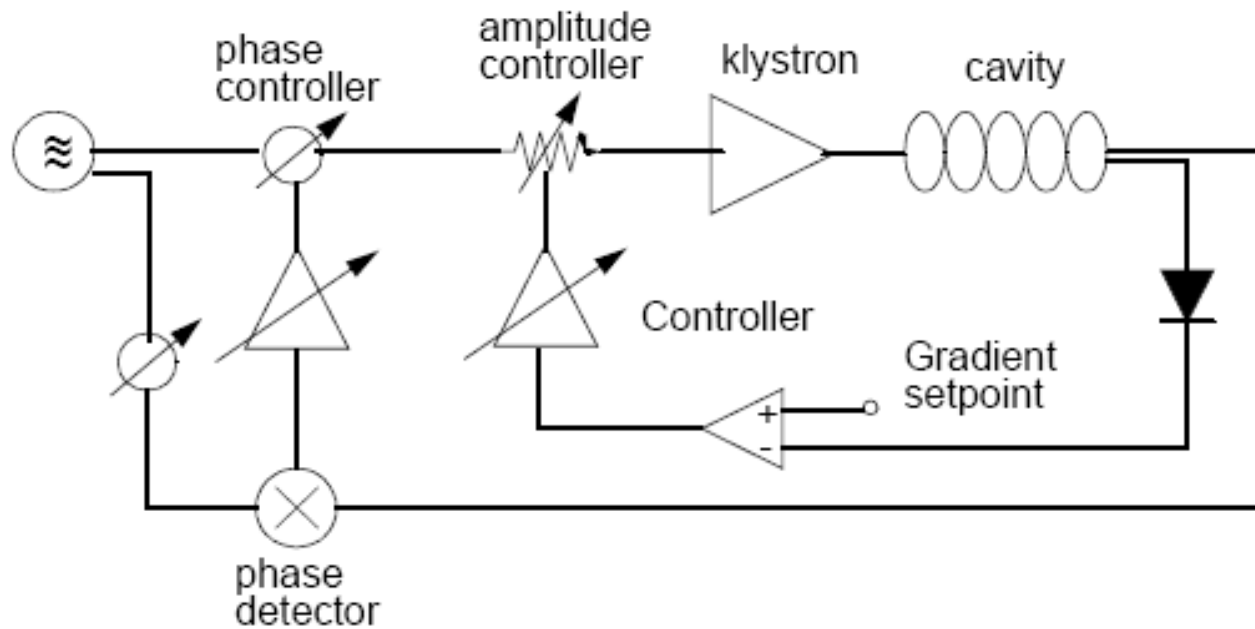 phase
controller
amplitude
controller
klystron
cavity
≋
Controller
Gradient
setpoint
+
-
phase
detector